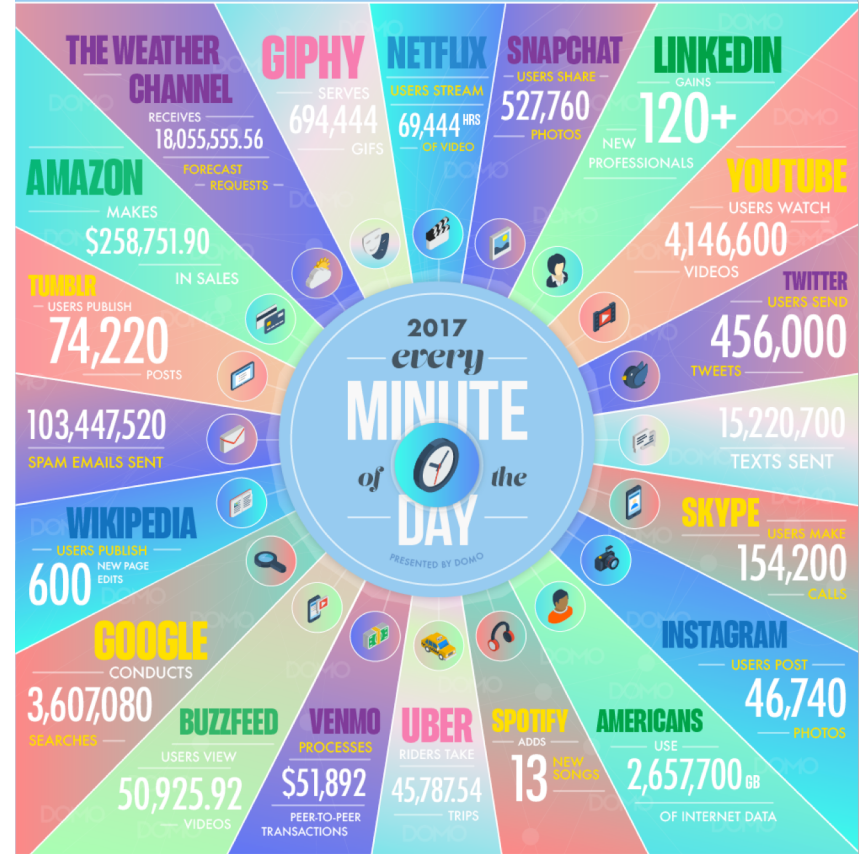 THE WEATHER
CHANNEL
RECEIVES
18,055,555.56
FORECAST
REQUESTS
GIPHY
SERVES
694,444
GIFS
NETFLIX
USERS STREAM
69,444 HRS
OF VIDEO
SNAPCHAT
USERS SHARE
527,760
PHOTOS
LINKEDIN
GAINS
120+
NEW
PROFESSIONALS
YOUTUBE
USERS WATCH
4,146,600
VIDEOS
TWITTER
USERS SEND
456,000
TWEETS
15,220,700
TEXTS SENT
SKYPE
USERS MAKE
154,200
CALLS
INSTAGRAM
USERS POST
46,740
PHOTOS
AMERICANS
USE
2,657,700 GB
OF INTERNET DATA
SPOTIFY
ADDS
13 NEW
SONGS
UBER
RIDERS TAKE
45,787.54
TRIPS
VENMO
PROCESSES
$51,892
PEER-TO-PEER
TRANSACTIONS
BUZZFEED
USERS VIEW
50,925.92
VIDEOS
GOOGLE
CONDUCTS
3,607,080
SEARCHES
WIKIPEDIA
USERS PUBLISH
600 NEW PAGE
EDITS
103,447,520
SPAM EMAILS SENT
TUMBLR
USERS PUBLISH
74,220
POSTS
AMAZON
MAKES
$258,751.90
IN SALES
2017
every
MINUTE
of the
DAY
PRESENTED BY DOMO
DOMO